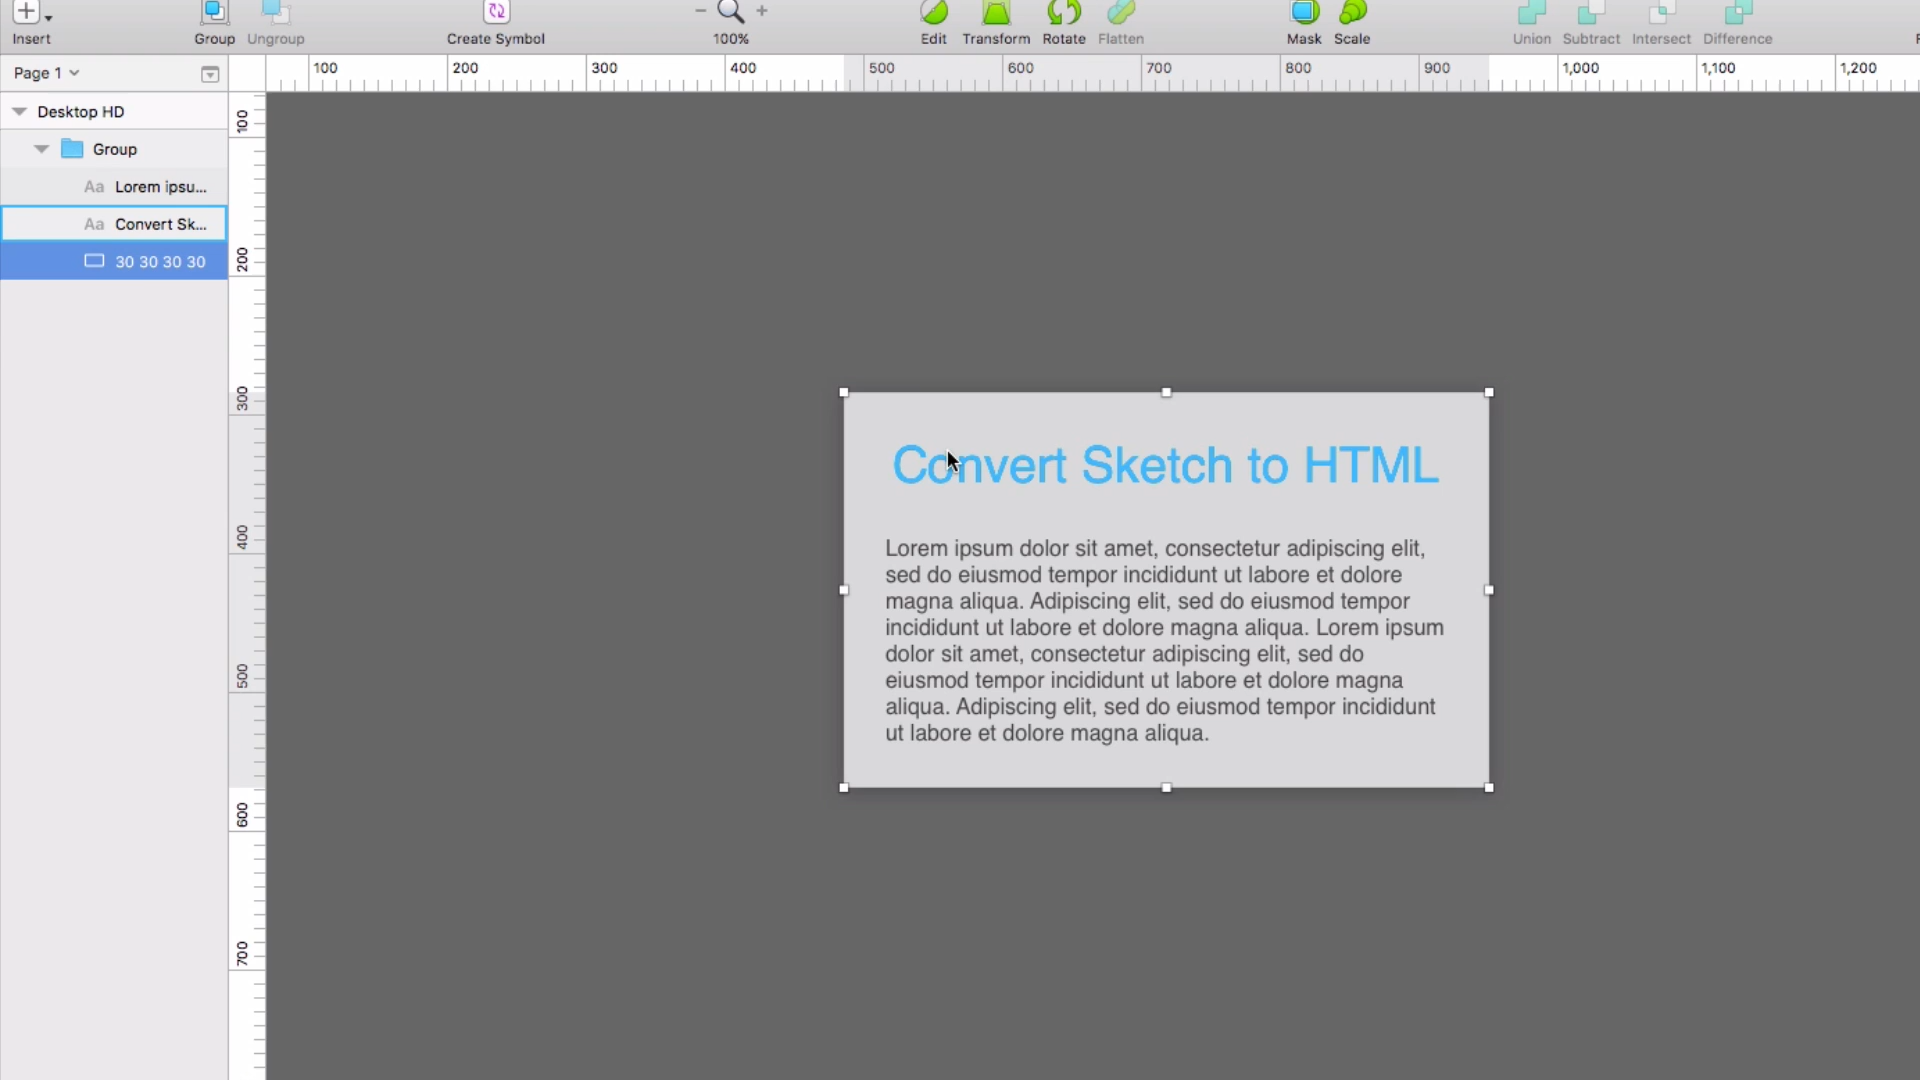 Insert
Group
Ungroup
Create Symbol
100%
Edit
Transform
Rotate
Flatten
Mask
Scale
Union
Subtract
Intersect
Difference
Page 1
100 200 300 400 500 600 700 800 900 1,000 1,100 1,200
Desktop HD
Group
Aa Lorem ipsu...
Aa Convert Sk...
30 30 30 30
100
200
300
400
500
600
700
Convert Sketch to HTML
Lorem ipsum dolor sit amet, consectetur adipiscing elit,
sed do eiusmod tempor incididunt ut labore et dolore
magna aliqua. Adipiscing elit, sed do eiusmod tempor
incididunt ut labore et dolore magna aliqua. Lorem ipsum
dolor sit amet, consectetur adipiscing elit, sed do
eiusmod tempor incididunt ut labore et dolore magna
aliqua. Adipiscing elit, sed do eiusmod tempor incididunt
ut labore et dolore magna aliqua.